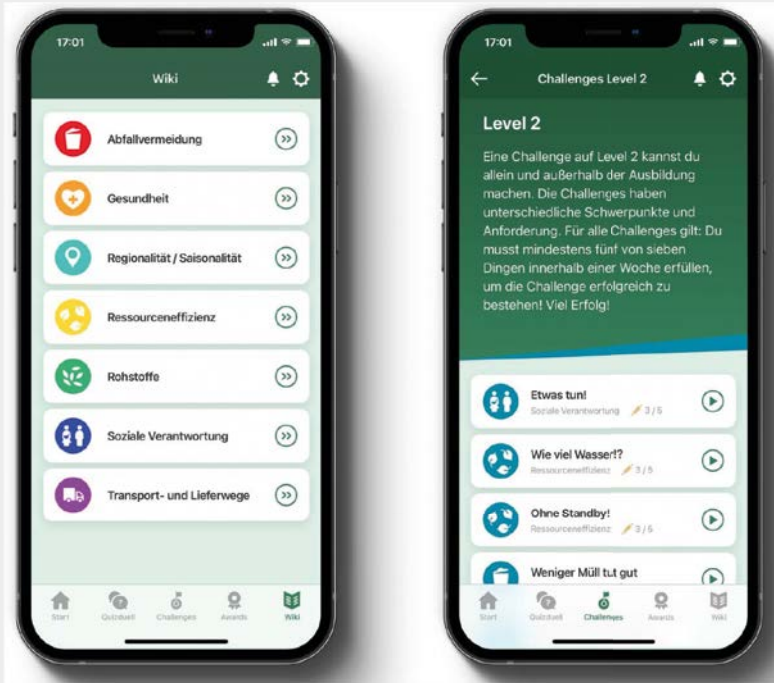 17:01
Wiki
Abfallvermeidung
Gesundheit
Regionalität / Saisonalität
Ressourceneffizienz
Rohstoffe
Soziale Verantwortung
Transport- und Lieferwege
Start
Quizduell
Challenges
Awards
Wiki
17:01
Challenges Level 2
Level 2
Eine Challenge auf Level 2 kannst du
allein und außerhalb der Ausbildung
machen. Die Challenges haben
unterschiedliche Schwerpunkte und
Anforderung. Für alle Challenges gilt: Du
musst mindestens fünf von sieben
Dingen innerhalb einer Woche erfüllen,
um die Challenge erfolgreich zu
bestehen! Viel Erfolg!
Etwas tun!
Soziale Verantwortung 3 / 5
Wie viel Wasser!?
Ressourceneffizienz 3 / 5
Ohne Standby!
Ressourceneffizienz 3 / 5
Weniger Müll tut gut
Start
Quizduell
Challenges
Awards
Wiki